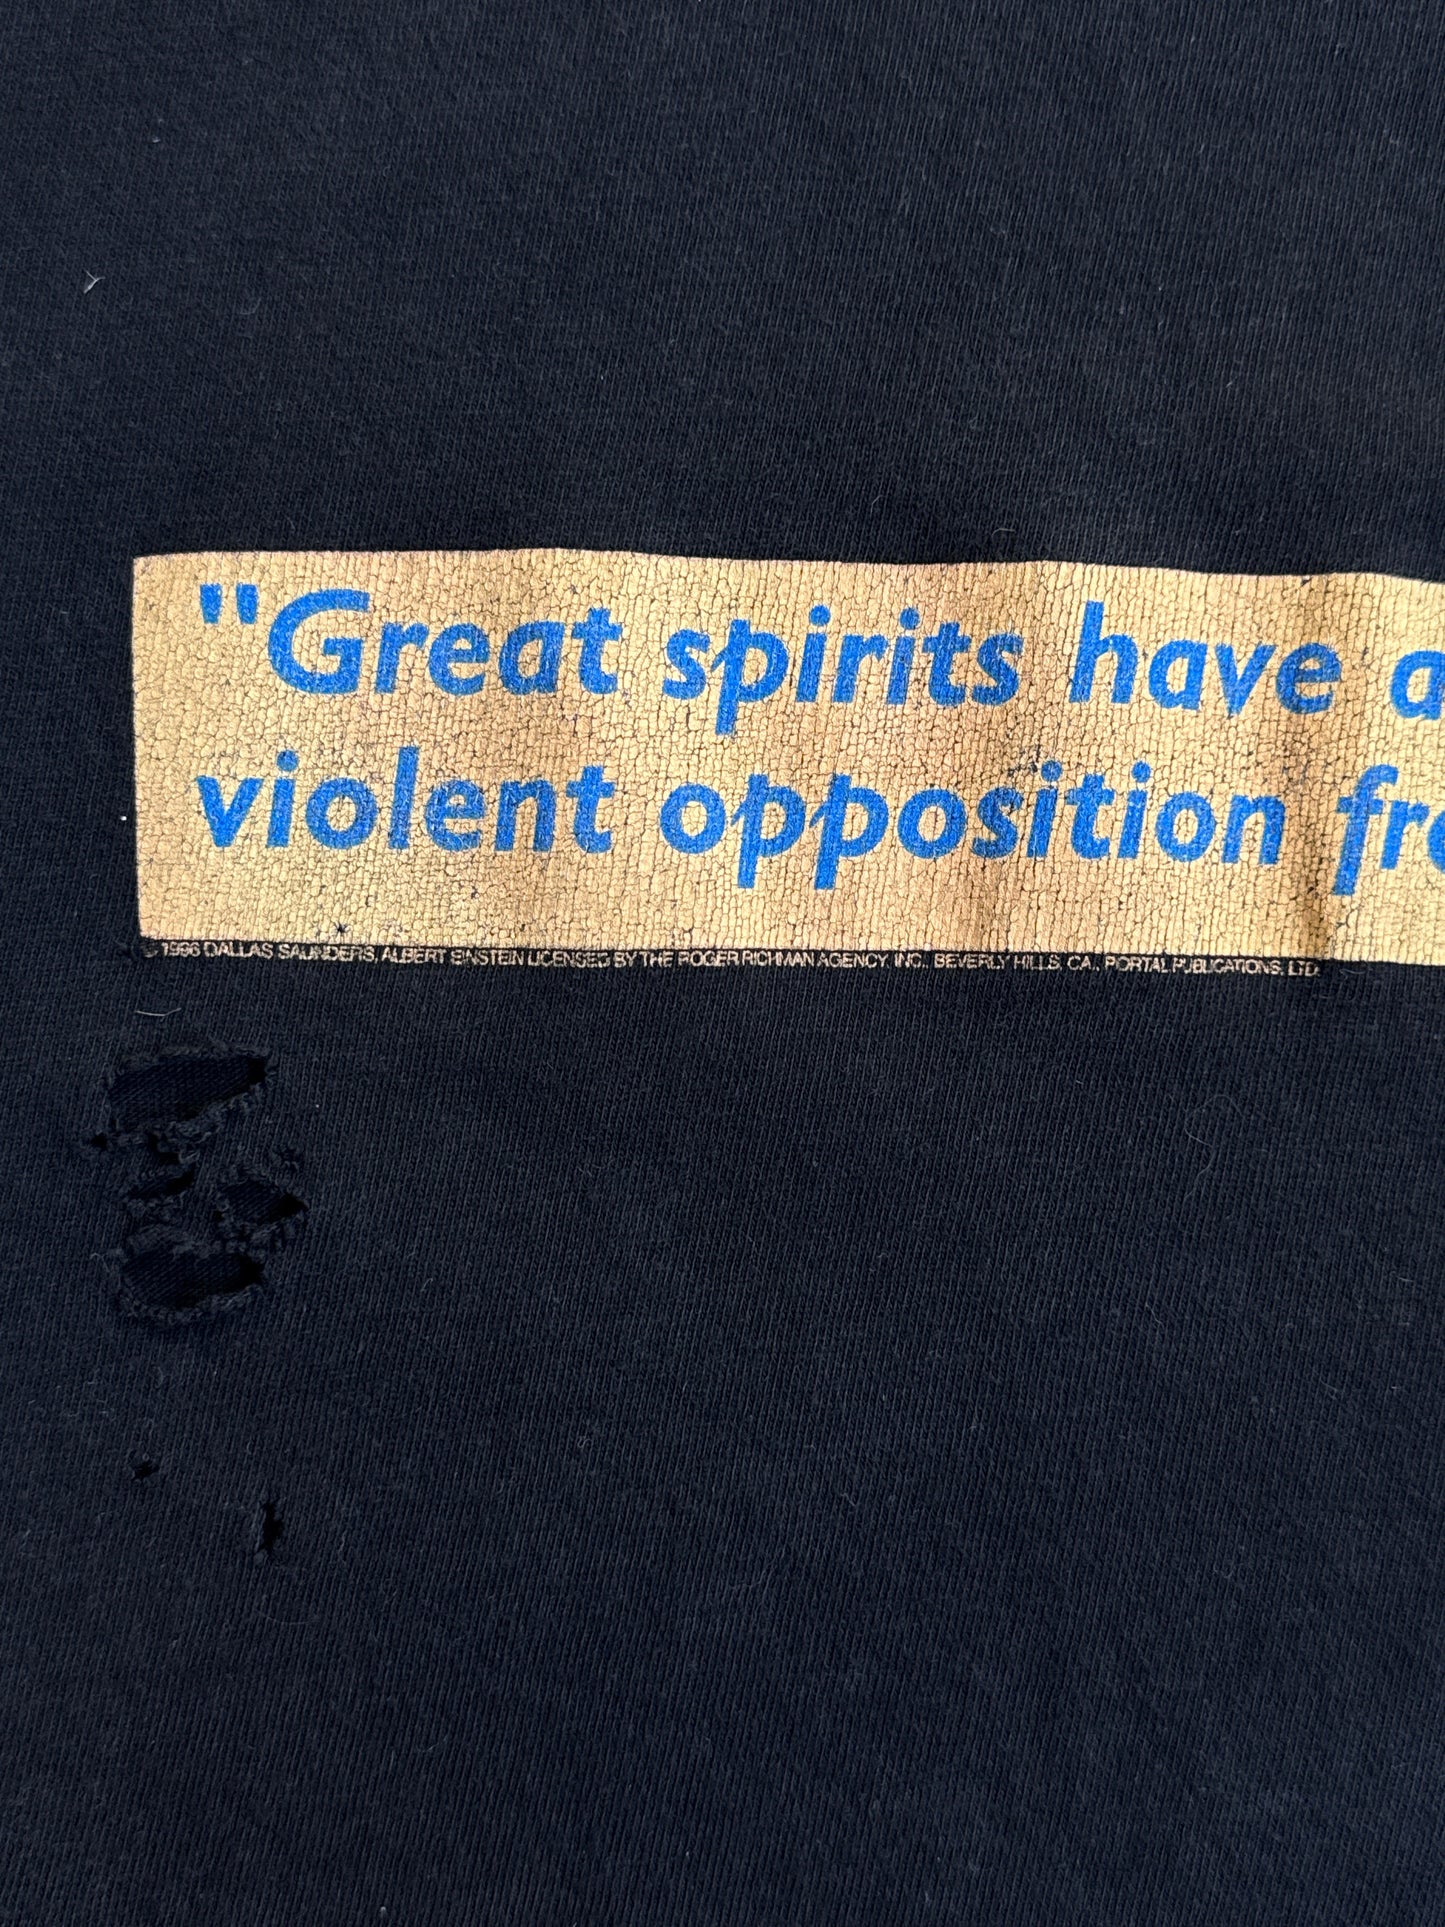 "Great spirits have a
violent opposition fro
© 1996 DALLAS SAUNDERS, ALBERT EINSTEIN LICENSED BY THE ROGER RICHMAN AGENCY, INC., BEVERLY HILLS, CA., PORTAL PUBLICATIONS, LTD.